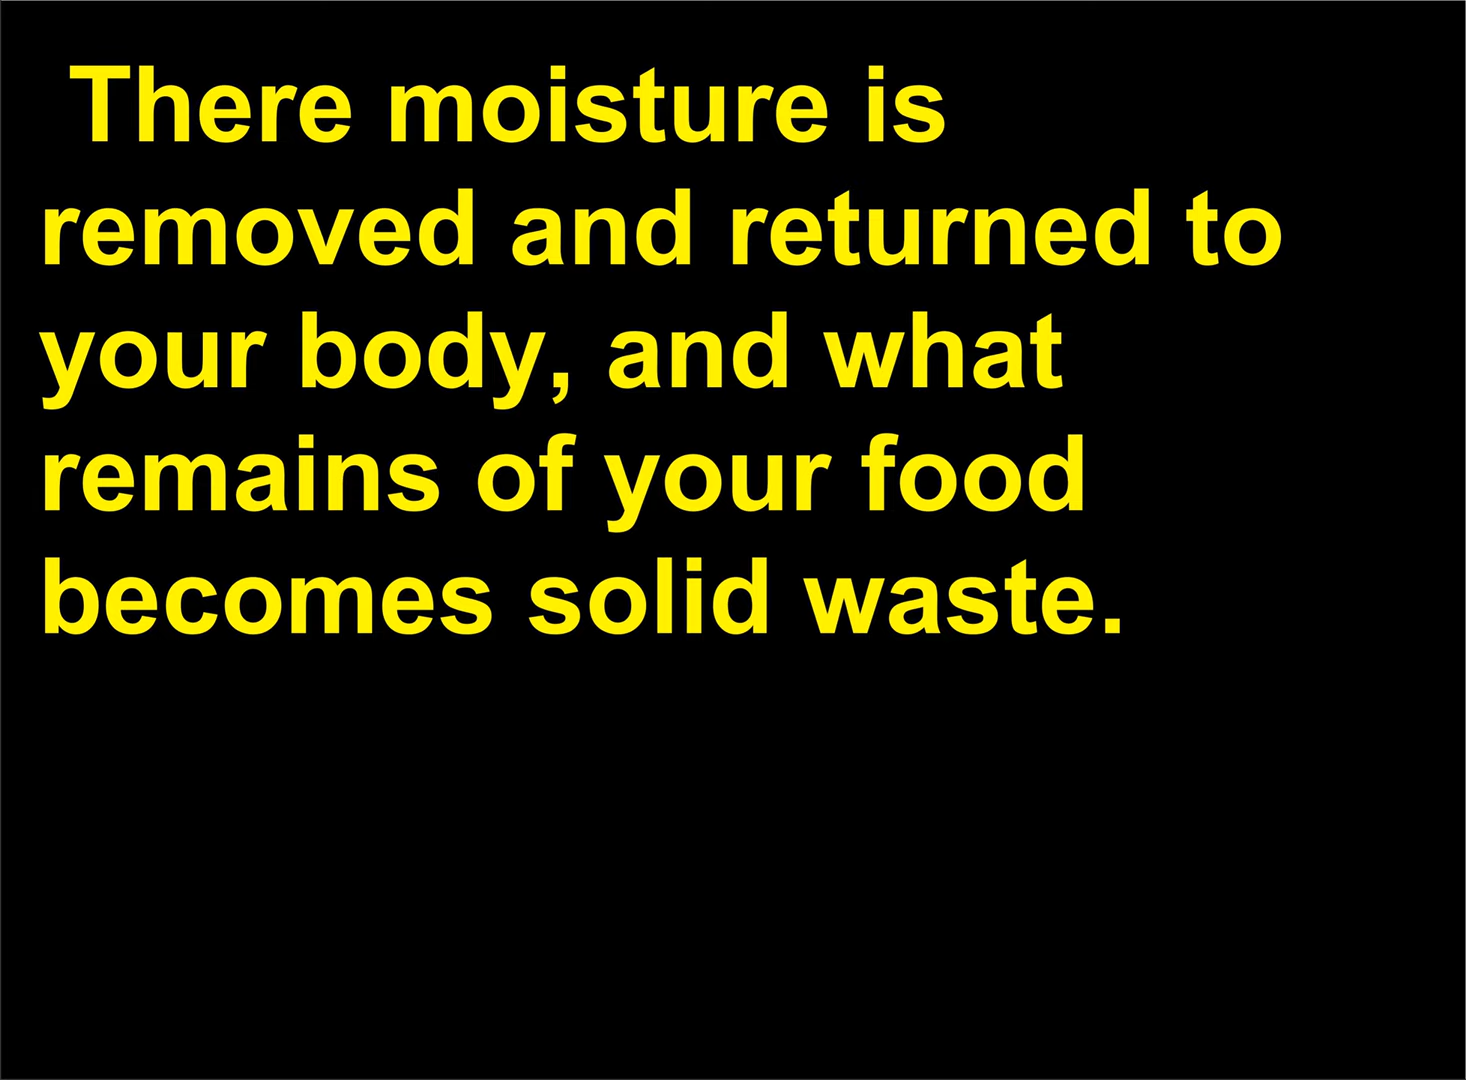 There moisture is
removed and returned to
your body, and what
remains of your food
becomes solid waste.